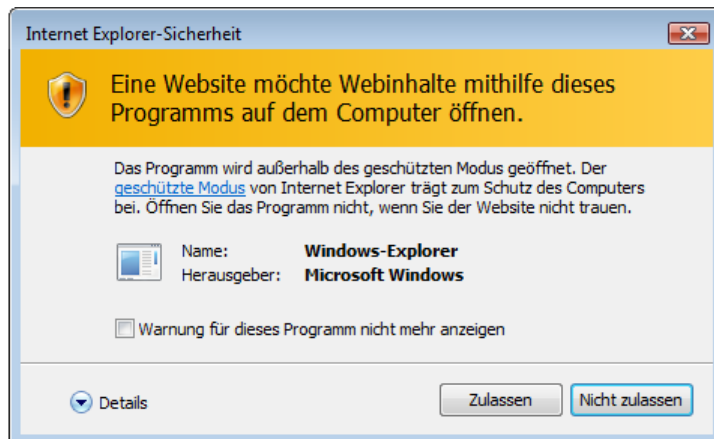 Internet Explorer-Sicherheit
Eine Website möchte Webinhalte mithilfe dieses
Programms auf dem Computer öffnen.
Das Programm wird außerhalb des geschützten Modus geöffnet. Der
geschützte Modus von Internet Explorer trägt zum Schutz des Computers
bei. Öffnen Sie das Programm nicht, wenn Sie der Website nicht trauen.
Name: Windows-Explorer
Herausgeber: Microsoft Windows
Warnung für dieses Programm nicht mehr anzeigen
Details Zulassen Nicht zulassen